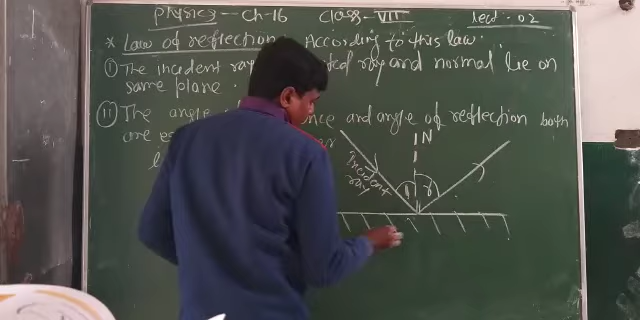 Physics - Ch-16 Class - VIII Lect - 02
* Law of reflection. According to this law.
(i) The incident ray and normal lie on
same plane.
(ii) The angle and angle of reflection both
are
N
Incident
ray
i r